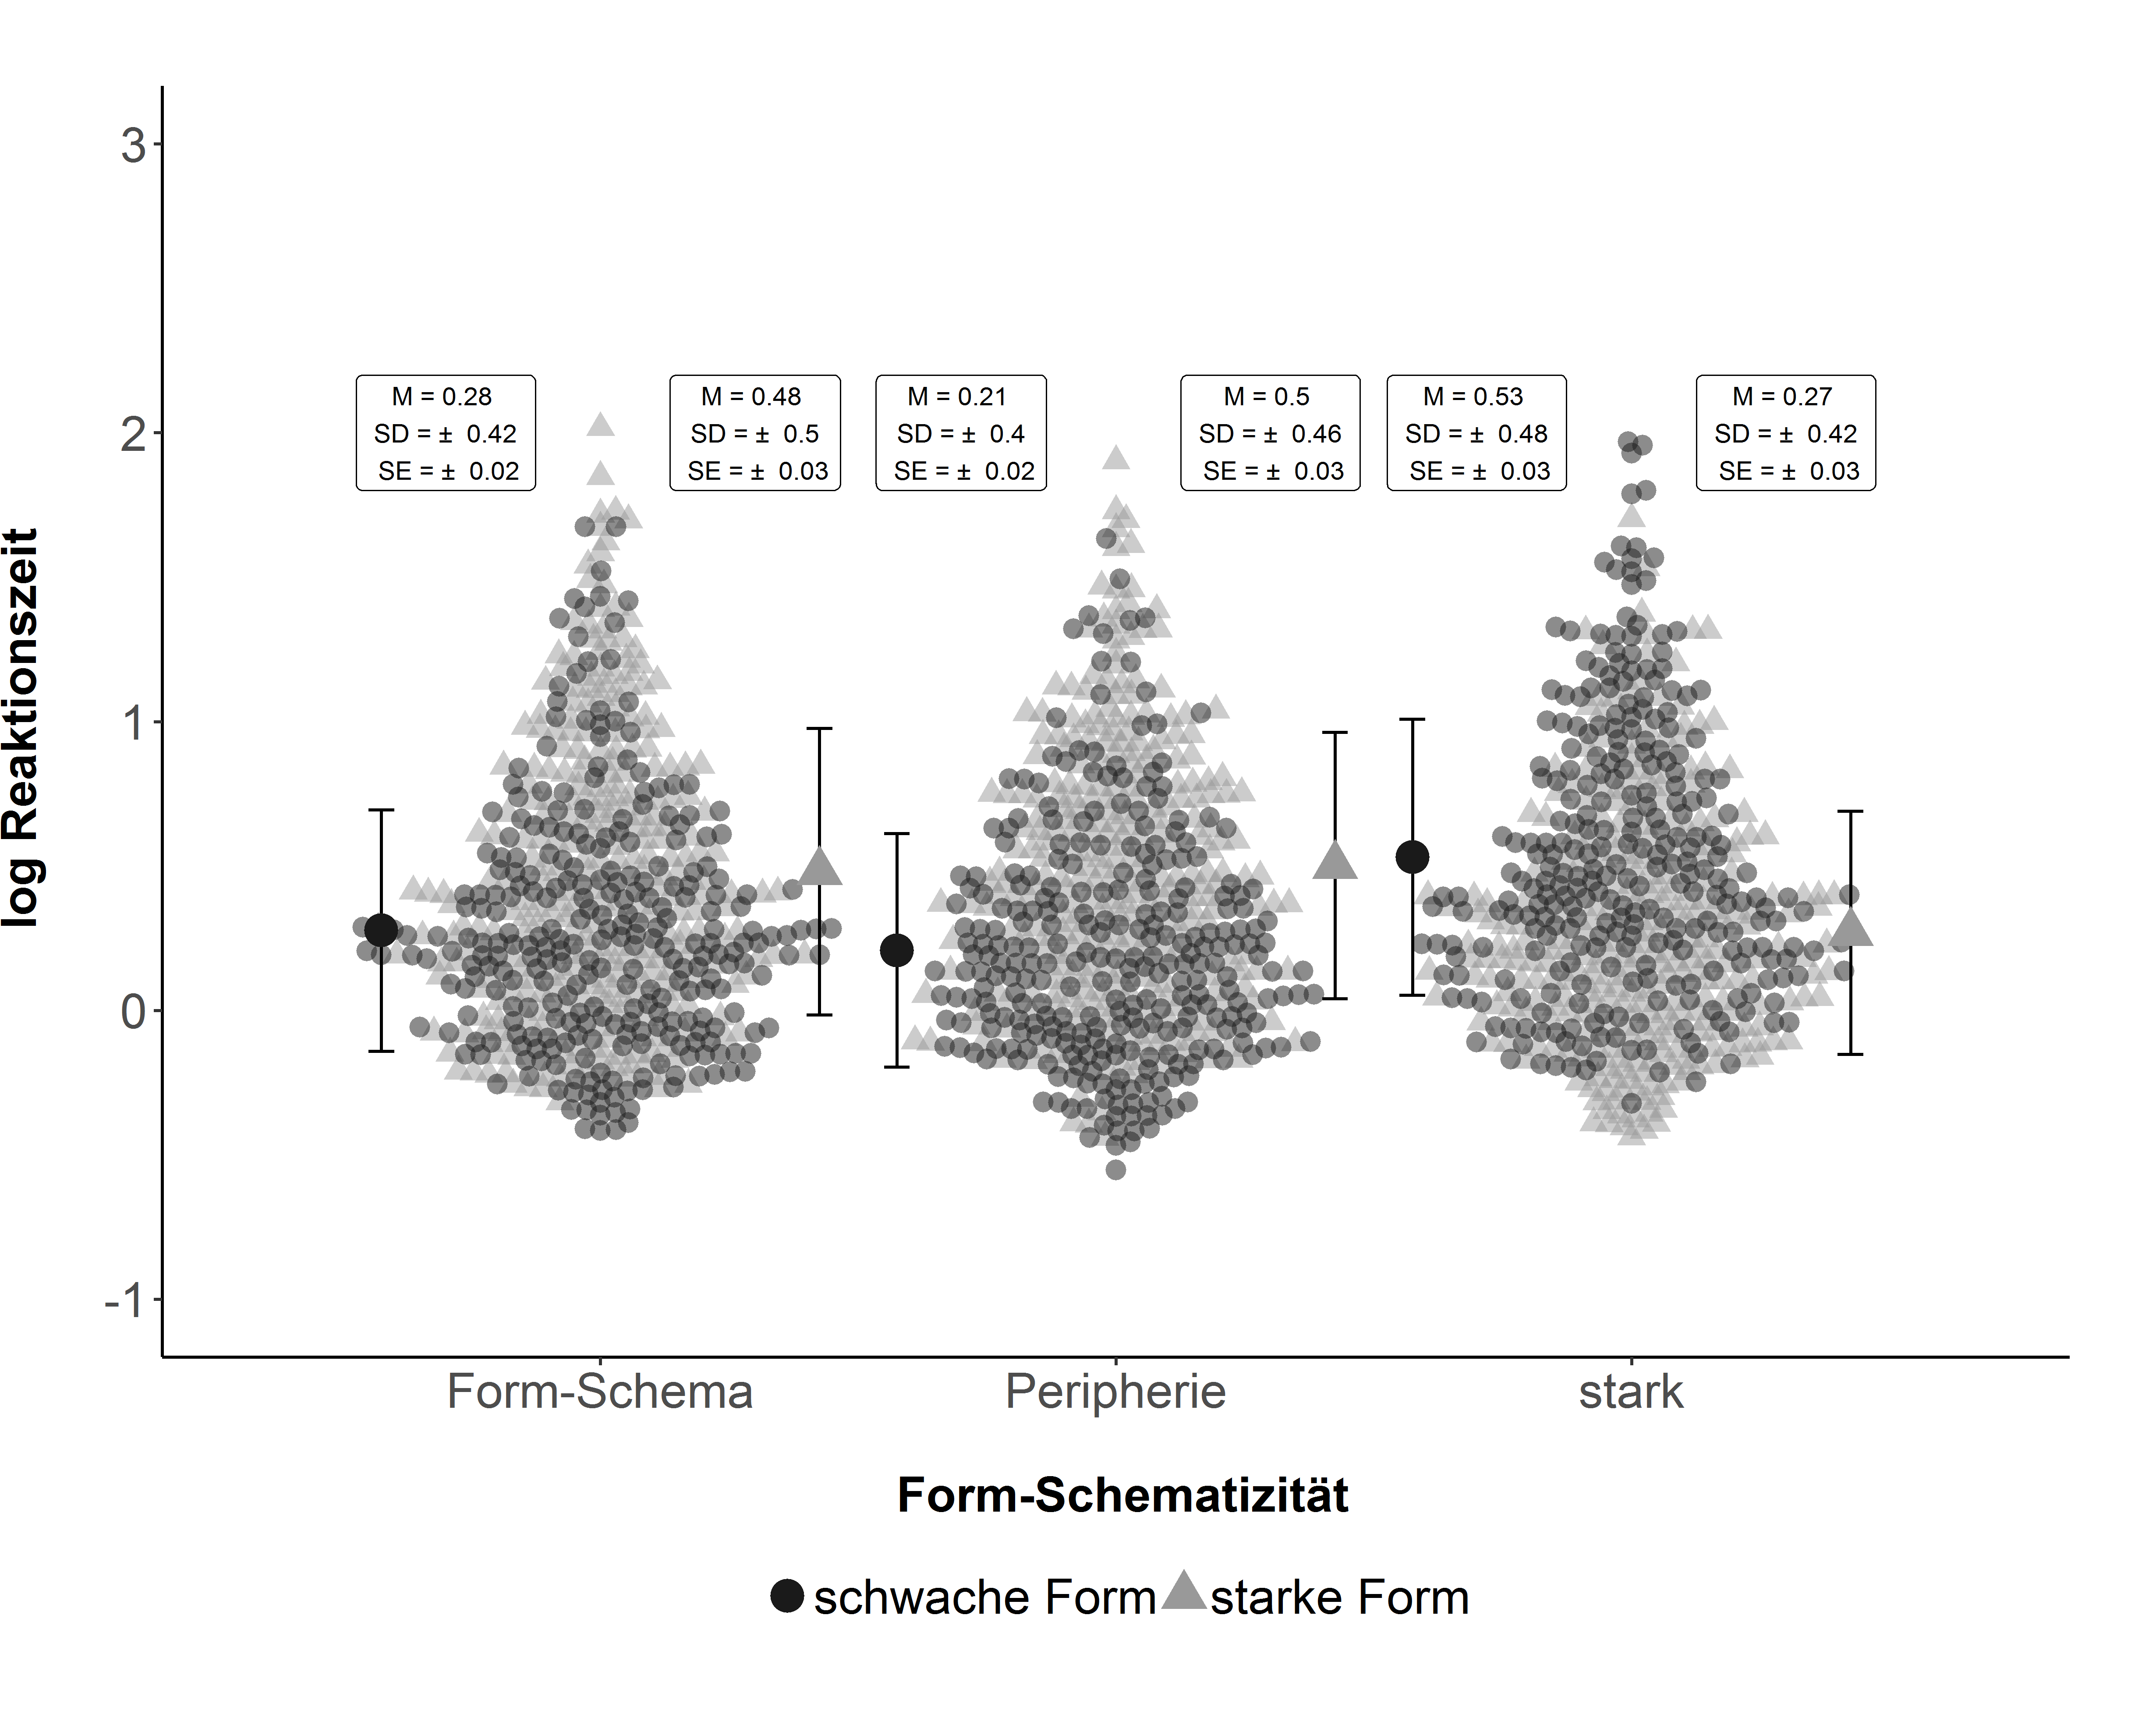 log Reaktionszeit
3
2
1
0
-1
M = 0.28
SD = ± 0.42
SE = ± 0.02
M = 0.48
SD = ± 0.5
SE = ± 0.03
M = 0.21
SD = ± 0.4
SE = ± 0.02
M = 0.5
SD = ± 0.46
SE = ± 0.03
M = 0.53
SD = ± 0.48
SE = ± 0.03
M = 0.27
SD = ± 0.42
SE = ± 0.03
Form-Schema
Peripherie
stark
Form-Schematizität
schwache Form
starke Form